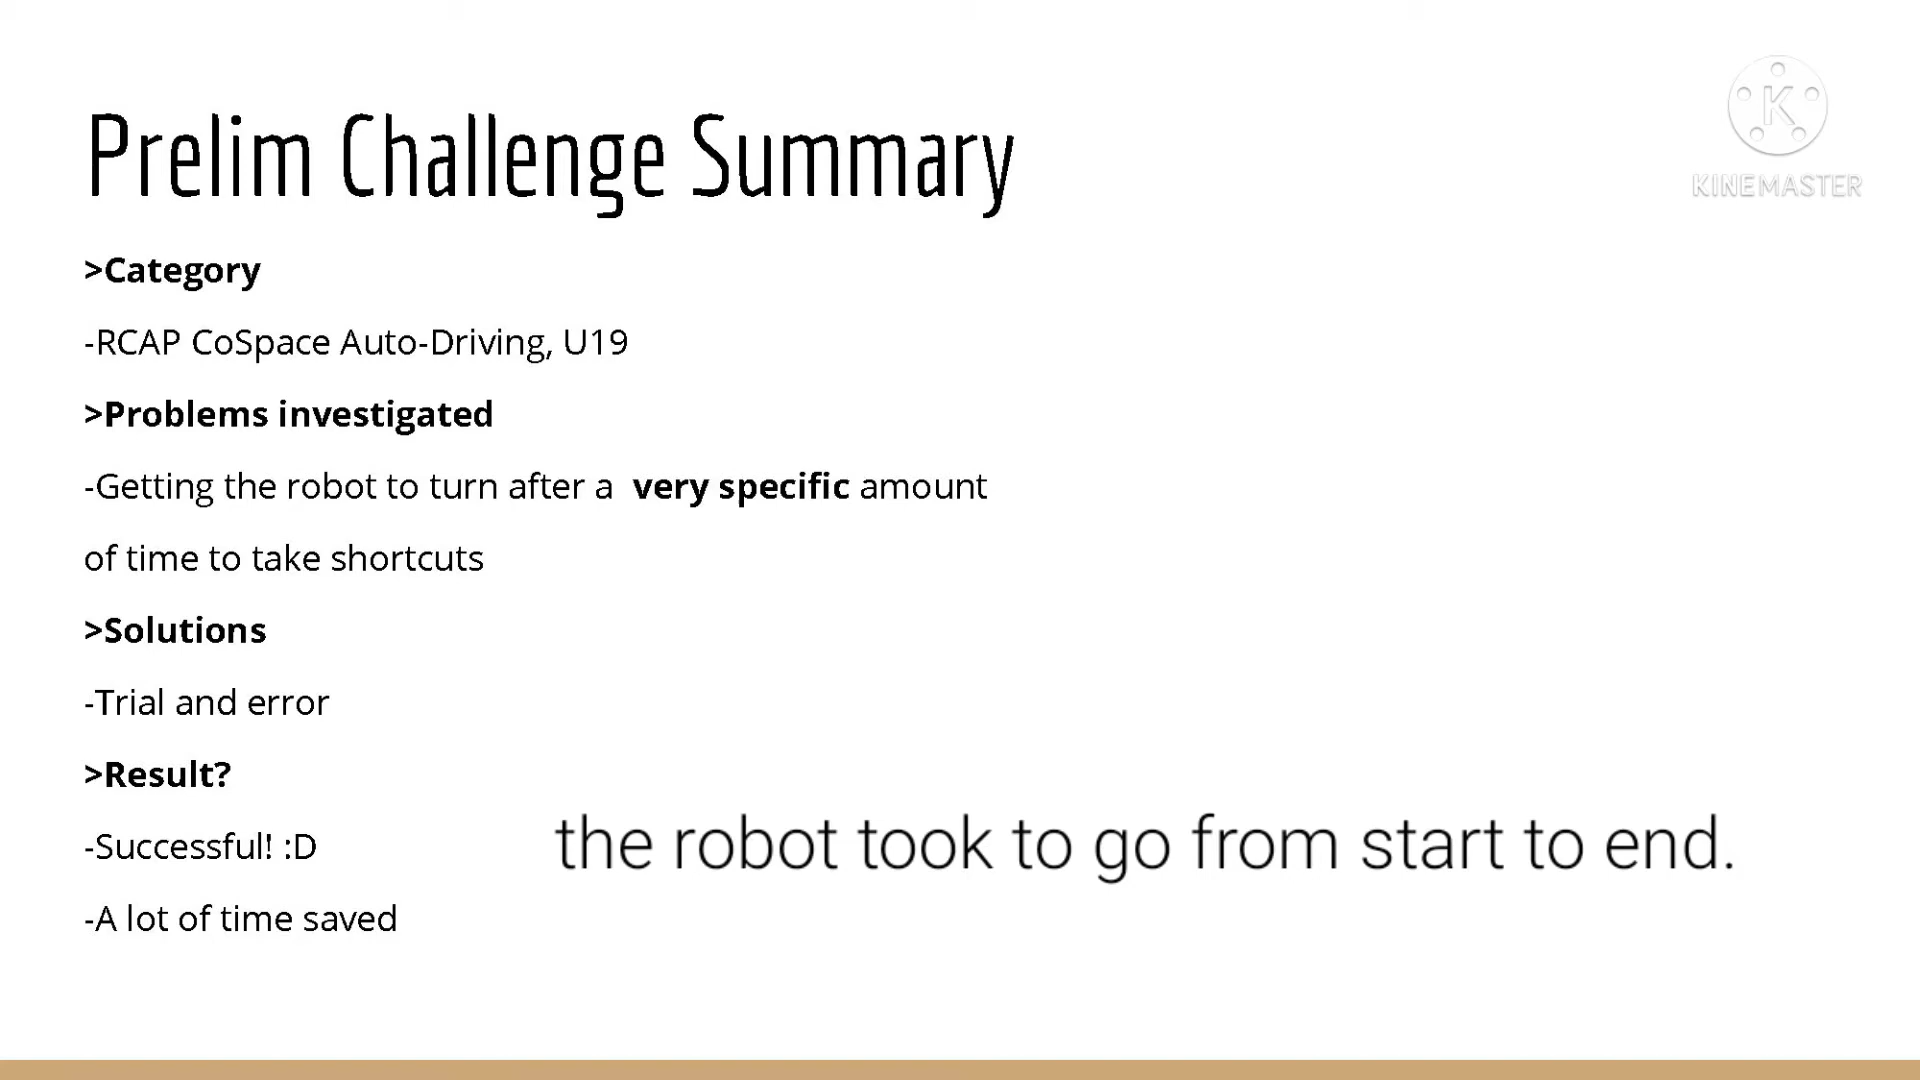 Prelim Challenge Summary
K
KINEMASTER
>Category
-RCAP CoSpace Auto-Driving, U19
>Problems investigated
-Getting the robot to turn after a very specific amount
of time to take shortcuts
>Solutions
-Trial and error
>Result?
-Successful! :D
the robot took to go from start to end.
-A lot of time saved